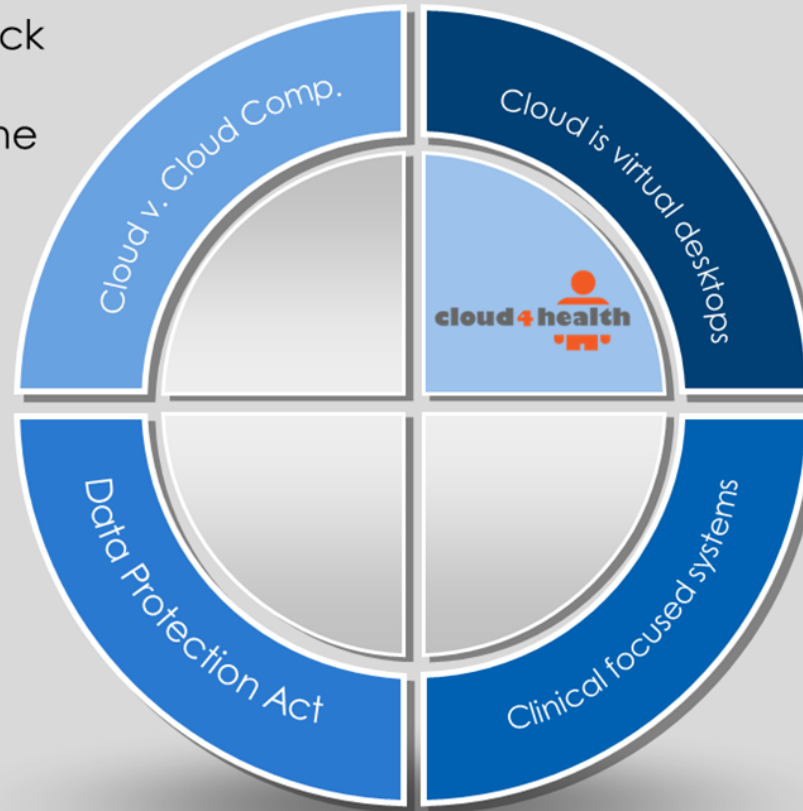 ck
ne
Cloud v. Cloud Comp.
Cloud is virtual desktops
cloud4health
Data Protection Act
Clinical focused systems